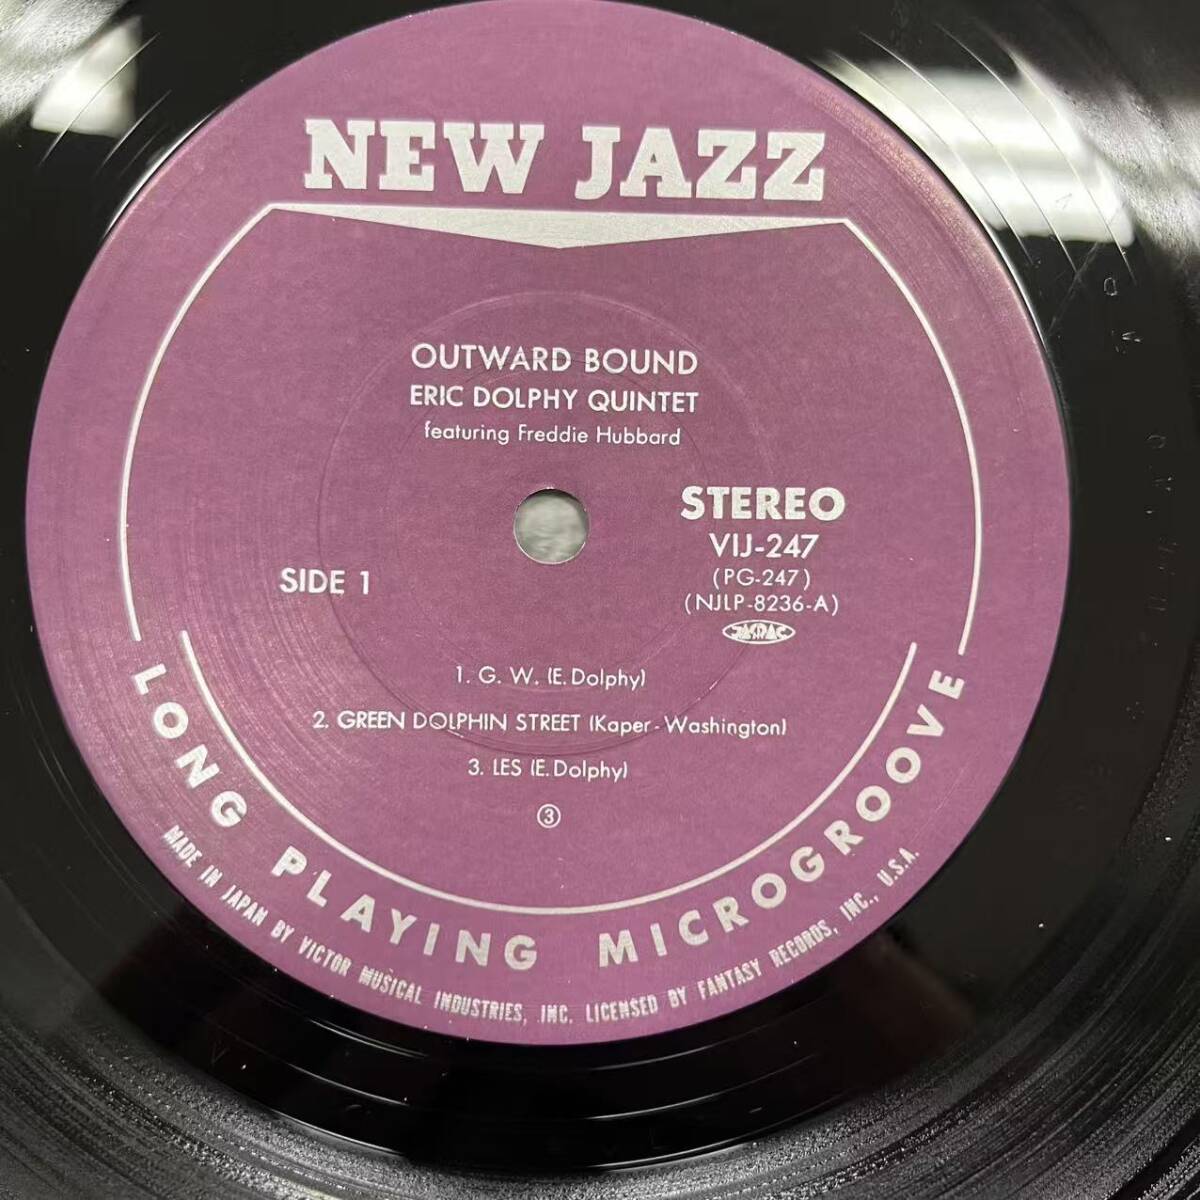 NEW JAZZ
OUTWARD BOUND
ERIC DOLPHY QUINTET
featuring Freddie Hubbard
STEREO
VIJ-247
(PG-247)
(NJLP-8236-A)
JASRAC
SIDE 1
1. G. W. (E. Dolphy)
2. GREEN DOLPHIN STREET (Kaper - Washington)
3. LES (E. Dolphy)
③
LONG PLAYING MICROGROOVE
MADE IN JAPAN BY VICTOR MUSICAL INDUSTRIES, INC. LICENSED BY FANTASY RECORDS, INC., U.S.A.